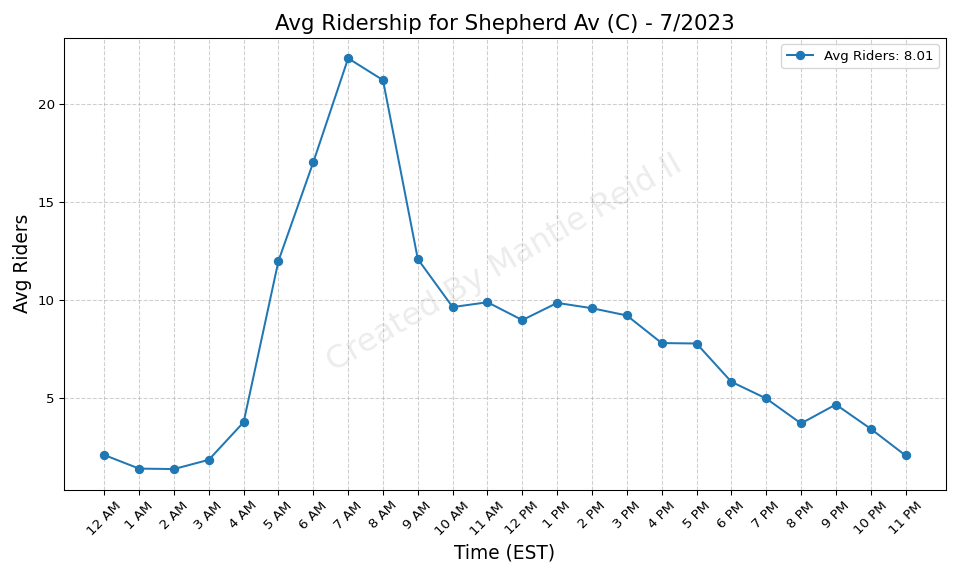 Avg Ridership for Shepherd Av (C) - 7/2023
Avg Riders: 8.01
Avg Riders
20
15
10
5
Created By Mantie Reid II
12 AM
1 AM
2 AM
3 AM
4 AM
5 AM
6 AM
7 AM
8 AM
9 AM
10 AM
11 AM
12 PM
1 PM
2 PM
3 PM
4 PM
5 PM
6 PM
7 PM
8 PM
9 PM
10 PM
11 PM
Time (EST)